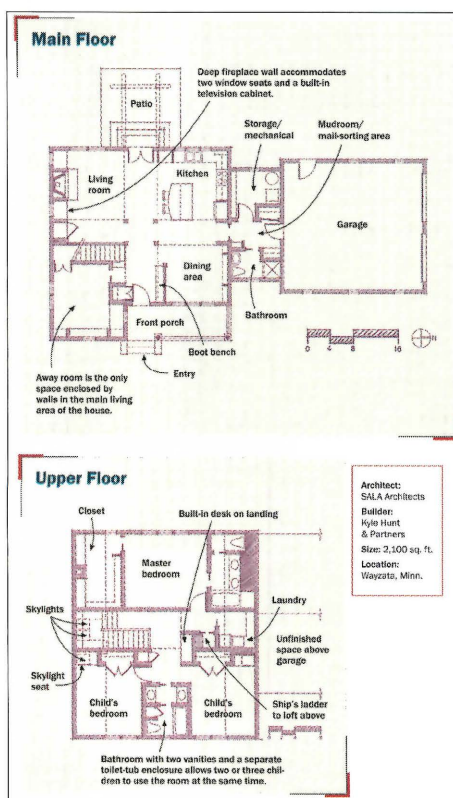 Main Floor
Deep fireplace wall accommodates
two window seats and a built-in
television cabinet.
Patio
Storage/
mechanical
Mudroom/
mail-sorting area
Living
room
Kitchen
Garage
Dining
area
Bathroom
Front porch
Boot bench
Entry
Away room is the only
space enclosed by
walls in the main living
area of the house.
0 4 8 16
N
Upper Floor
Closet
Built-in desk on landing
Master
bedroom
Laundry
Skylights
Unfinished
space above
garage
Skylight
seat
Child's
bedroom
Child's
bedroom
Ship's ladder
to loft above
Bathroom with two vanities and a separate
toilet-tub enclosure allows two or three chil-
dren to use the room at the same time.
Architect:
SALA Architects
Builder:
Kyle Hunt
& Partners
Size: 2,100 sq. ft.
Location:
Wayzata, Minn.